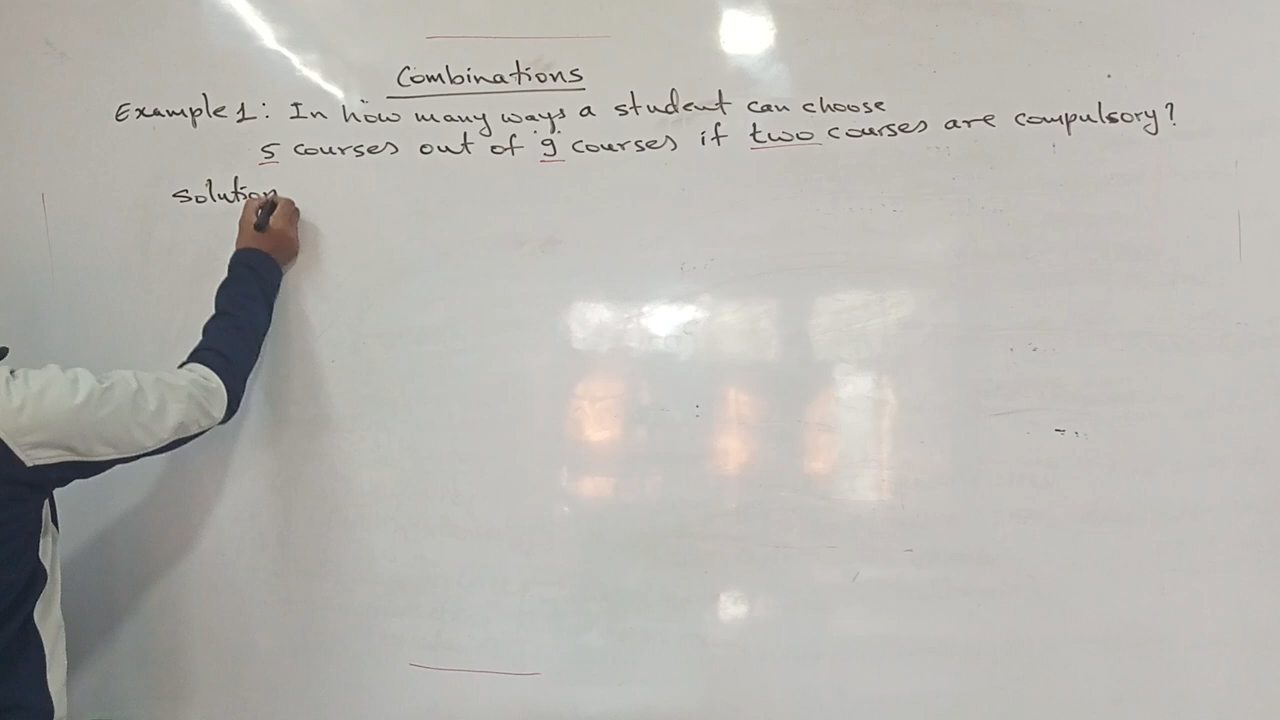 Combinations
Example 1: In how many ways a student can choose
5 courses out of 9 courses if two courses are compulsory?
Solution